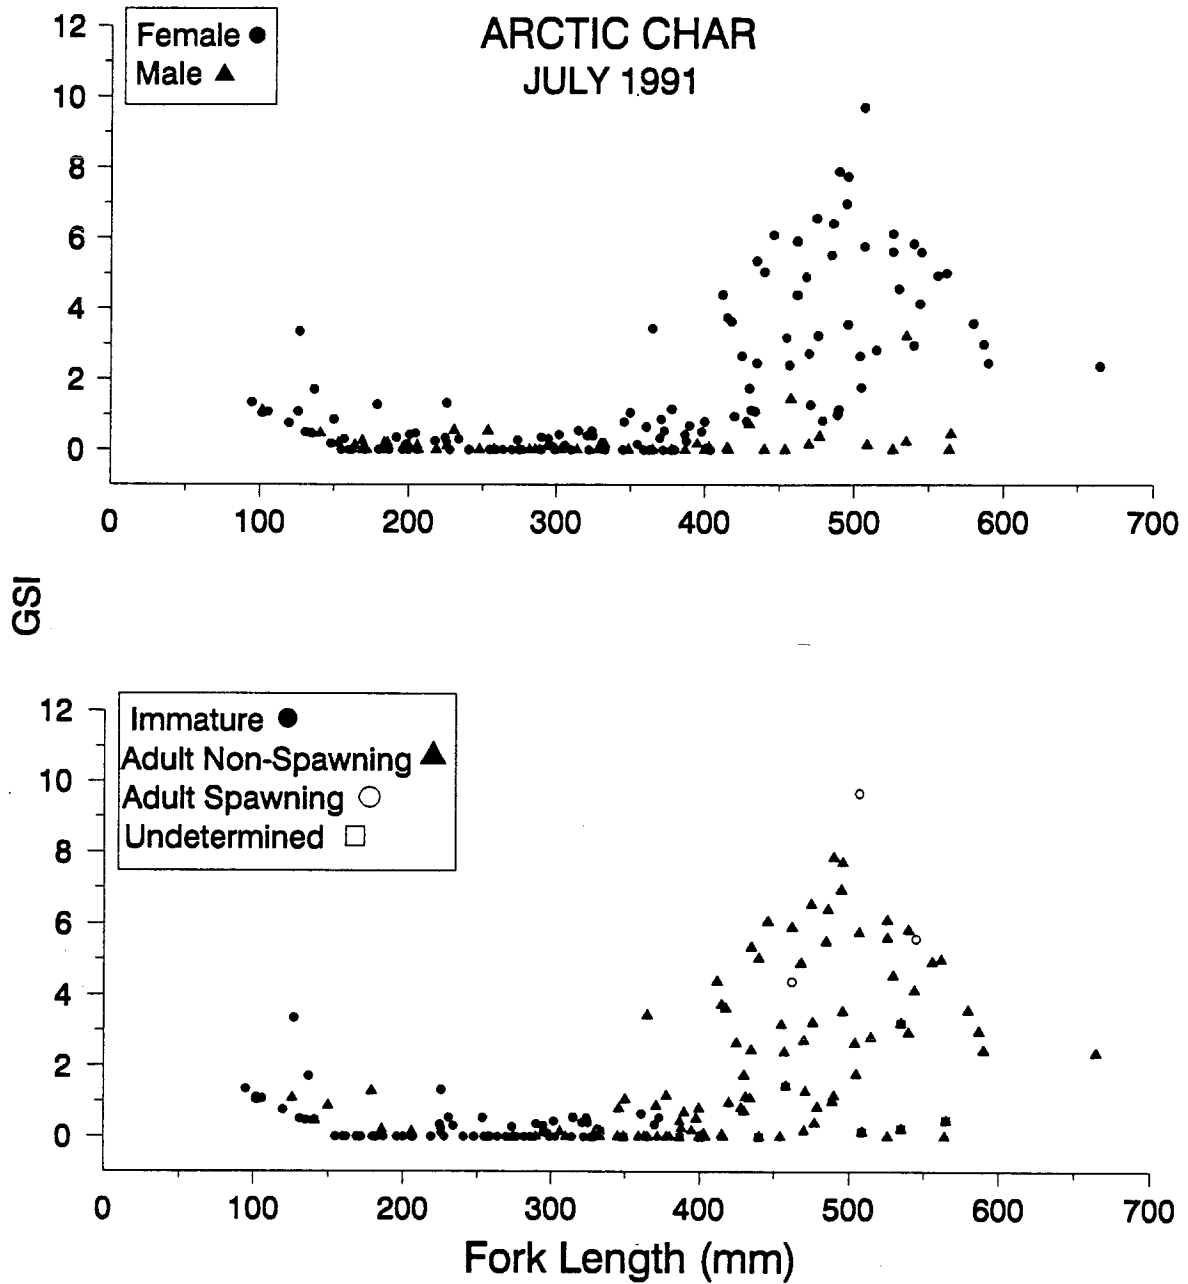 ARCTIC CHAR
JULY 1991
Female
Male
12
10
8
6
4
2
0
0 100 200 300 400 500 600 700
GSI
Immature
Adult Non-Spawning
Adult Spawning
Undetermined
12
10
8
6
4
2
0
0 100 200 300 400 500 600 700
Fork Length (mm)